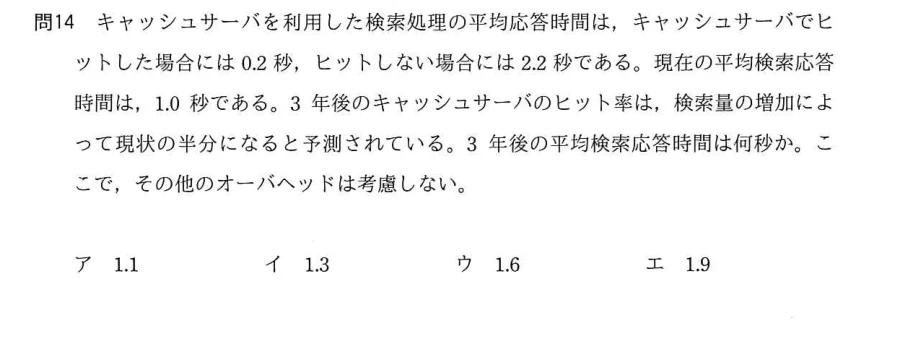 問14 キャッシュサーバを利用した検索処理の平均応答時間は，キャッシュサーバでヒ
ットした場合には 0.2 秒，ヒットしない場合には 2.2 秒である。現在の平均検索応答
時間は，1.0 秒である。3 年後のキャッシュサーバのヒット率は，検索量の増加によ
って現状の半分になると予測されている。3 年後の平均検索応答時間は何秒か。こ
こで，その他のオーバヘッドは考慮しない。
ア 1.1 イ 1.3 ウ 1.6 エ 1.9